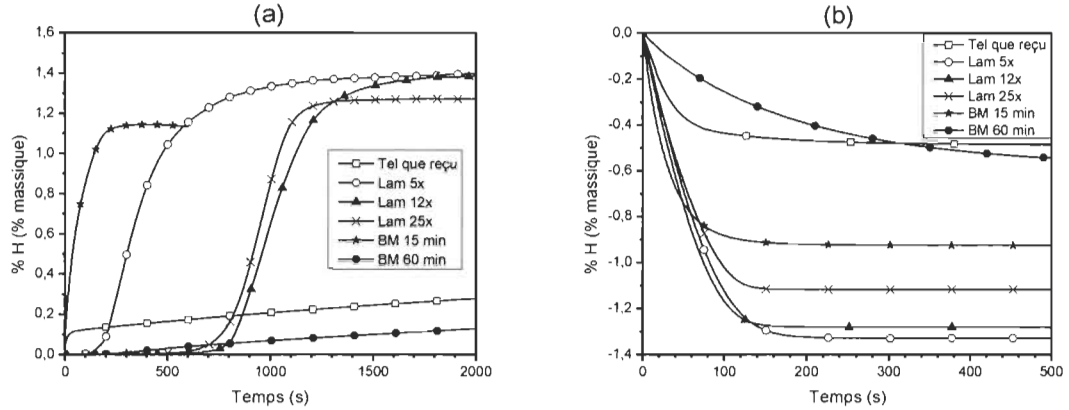 (a)
1,6
1,4
1,2
1,0
0,8
0,6
0,4
0,2
0,0
% H (% massique)
0
500
1000
1500
2000
Temps (s)
Tel que reçu
Lam 5x
Lam 12x
Lam 25x
BM 15 min
BM 60 min
(b)
0,0
-0,2
-0,4
-0,6
-0,8
-1,0
-1,2
-1,4
% H (% massique)
0
100
200
300
400
500
Temps (s)
Tel que reçu
Lam 5x
Lam 12x
Lam 25x
BM 15 min
BM 60 min